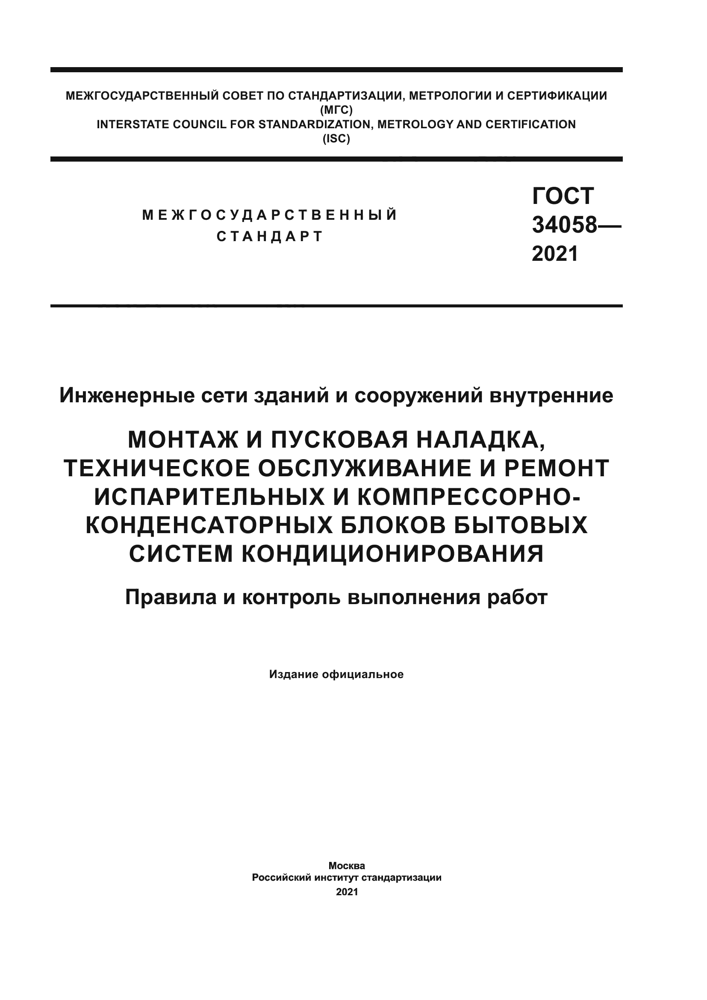 МЕЖГОСУДАРСТВЕННЫЙ СОВЕТ ПО СТАНДАРТИЗАЦИИ, МЕТРОЛОГИИ И СЕРТИФИКАЦИИ
(МГС)
INTERSTATE COUNCIL FOR STANDARDIZATION, METROLOGY AND CERTIFICATION
(ISC)
МЕЖГОСУДАРСТВЕННЫЙ
СТАНДАРТ
ГОСТ
34058—
2021
Инженерные сети зданий и сооружений внутренние
МОНТАЖ И ПУСКОВАЯ НАЛАДКА,
ТЕХНИЧЕСКОЕ ОБСЛУЖИВАНИЕ И РЕМОНТ
ИСПАРИТЕЛЬНЫХ И КОМПРЕССОРНО-
КОНДЕНСАТОРНЫХ БЛОКОВ БЫТОВЫХ
СИСТЕМ КОНДИЦИОНИРОВАНИЯ
Правила и контроль выполнения работ
Издание официальное
Москва
Российский институт стандартизации
2021